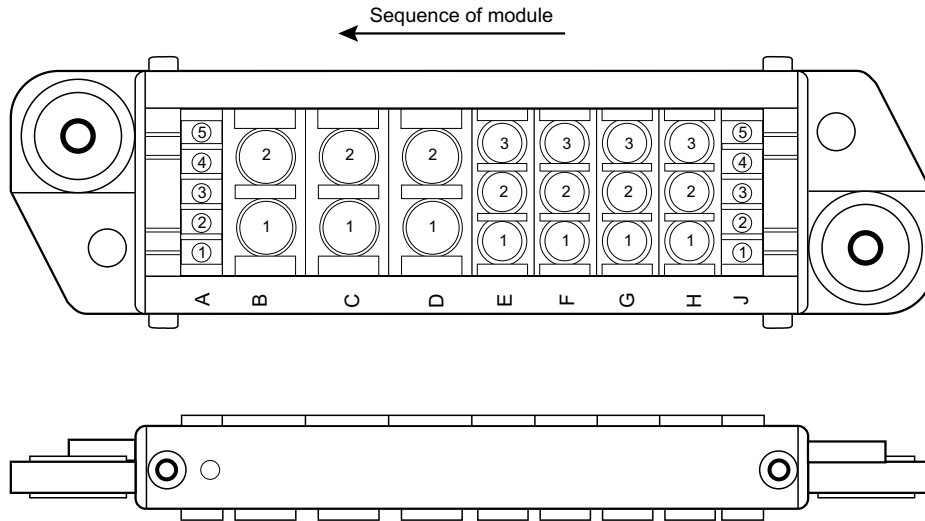 Sequence of module
⑤ 2 2 2 3 3 3 3 ⑤
④ ④
③ 2 2 2 2 ③
② 1 1 1 ②
① 1 1 1 1 ①
A B C D E F G H J